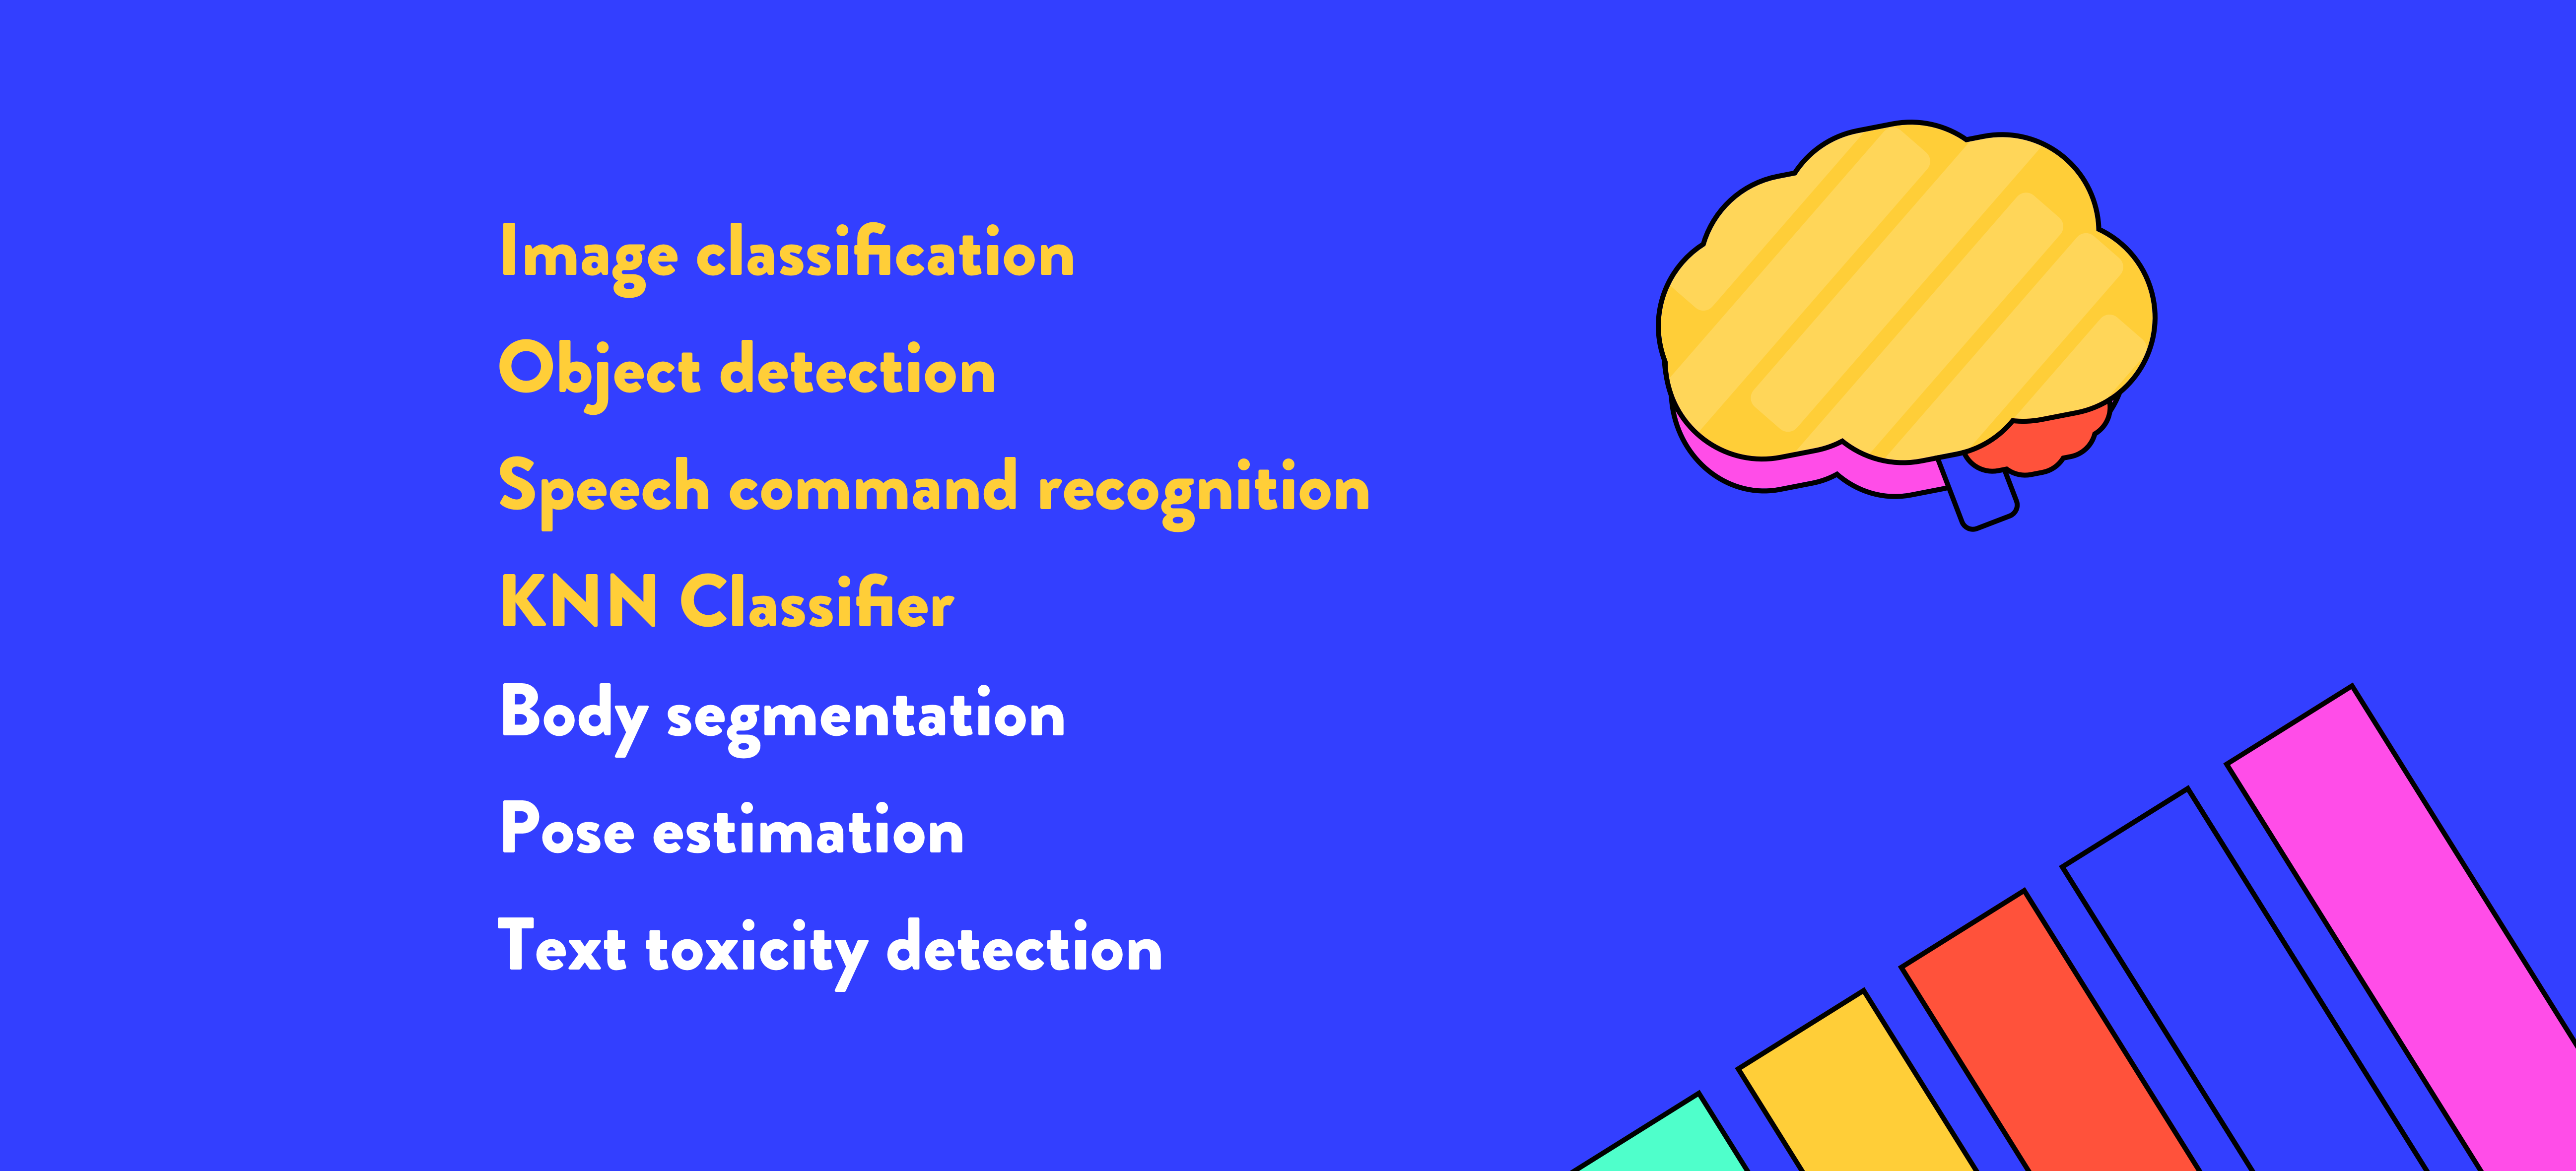 Image classification
Object detection
Speech command recognition
KNN Classifier
Body segmentation
Pose estimation
Text toxicity detection